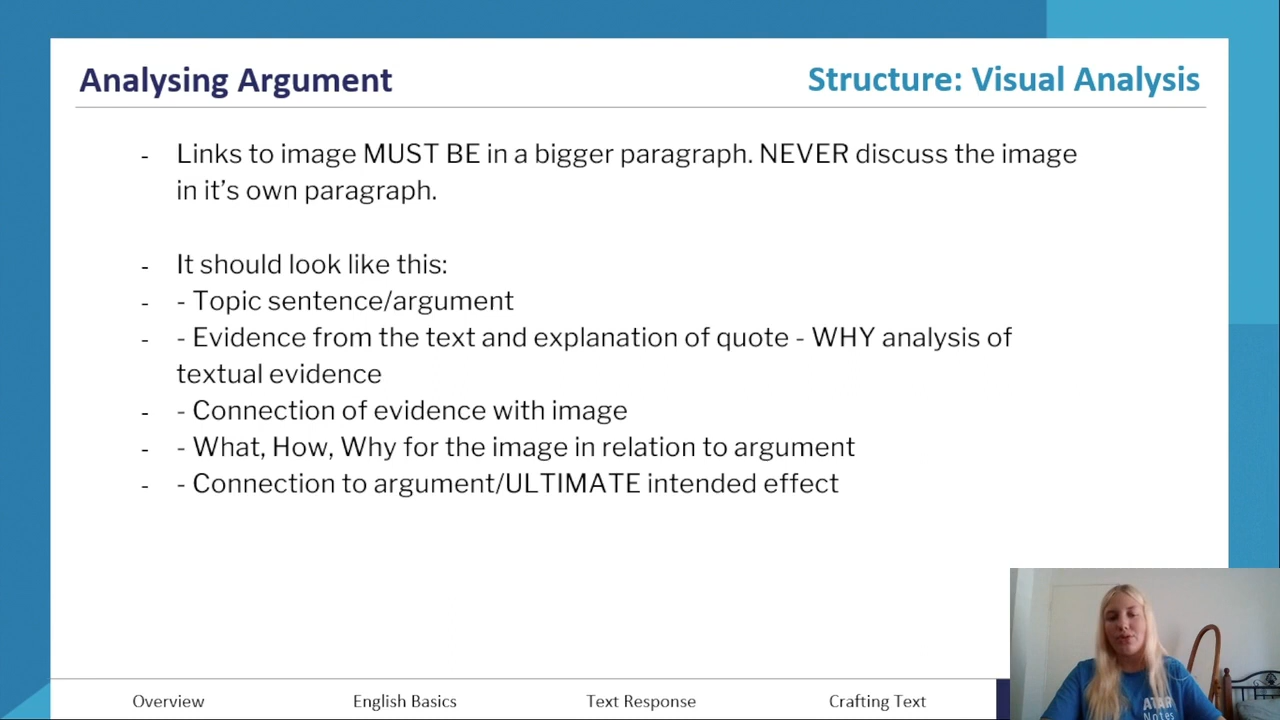 Analysing Argument
Structure: Visual Analysis
- Links to image MUST BE in a bigger paragraph. NEVER discuss the image
in it's own paragraph.
- It should look like this:
- - Topic sentence/argument
- - Evidence from the text and explanation of quote - WHY analysis of
textual evidence
- - Connection of evidence with image
- - What, How, Why for the image in relation to argument
- - Connection to argument/ULTIMATE intended effect
Overview
English Basics
Text Response
Crafting Text
ATAR
Notes